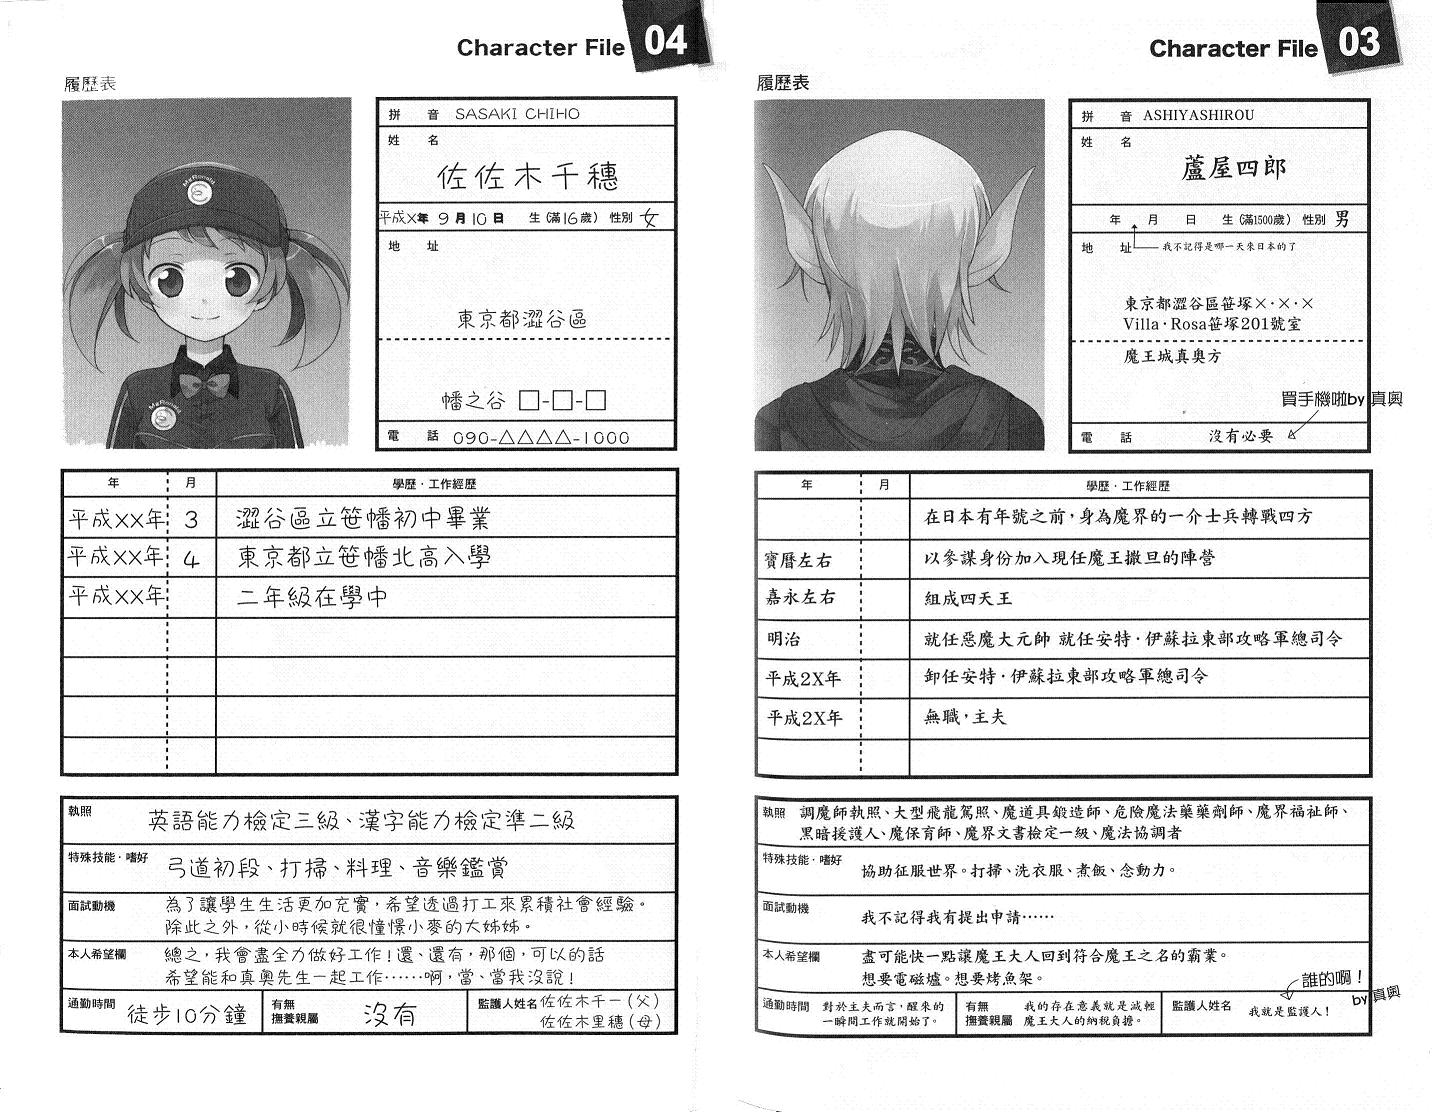 Character File 04
履歷表
拼 音 SASAKI CHIHO
姓 名
佐佐木千穗
平成X年 9月10日 生(滿16歲) 性別 女
地 址
東京都澀谷區
幡之谷 □-□-□
電 話 090-△△△△-1000
McRonald
McRonald
年 月 學歷·工作經歷
平成XX年 3 澀谷區立笹幡初中畢業
平成XX年 4 東京都立笹幡北高入學
平成XX年 二年級在學中
執照 英語能力檢定三級、漢字能力檢定準二級
特殊技能·嗜好 弓道初段、打掃、料理、音樂鑑賞
面試動機 為了讓學生生活更加充實,希望透過打工來累積社會經驗。
除此之外,從小時候就很憧憬小麥的大姊姊。
本人希望欄 總之,我會盡全力做好工作!還、還有,那個,可以的話
希望能和真奧先生一起工作……啊,當、當我沒說!
通勤時間 徒步10分鐘 有無撫養親屬 沒有 監護人姓名 佐佐木千一(父)
佐佐木里穗(母)
Character File 03
履歷表
拼 音 ASHIYASHIROU
姓 名
蘆屋四郎
年 月 日 生(滿1500歲) 性別 男
地 址 我不記得是哪一天來日本的了
東京都澀谷區笹塚×·×·×
Villa·Rosa笹塚201號室
魔王城真奧方
買手機啦by真奧
電 話 沒有必要
年 月 學歷·工作經歷
在日本有年號之前,身為魔界的一介士兵轉戰四方
寶曆左右 以參謀身份加入現任魔王撒旦的陣營
嘉永左右 組成四天王
明治 就任惡魔大元帥 就任安特·伊蘇拉東部攻略軍總司令
平成2X年 卸任安特·伊蘇拉東部攻略軍總司令
平成2X年 無職,主夫
執照 調魔師執照、大型飛龍駕照、魔道具鍛造師、危險魔法藥藥劑師、魔界福祉師、
黑暗援護人、魔保育師、魔界文書檢定一級、魔法協調者
特殊技能·嗜好 協助征服世界。打掃、洗衣服、煮飯、念動力。
面試動機 我不記得我有提出申請……
本人希望欄 盡可能快一點讓魔王大人回到符合魔王之名的霸業。
想要電磁爐。想要烤魚架。
誰的啊!
by 真奧
通勤時間 對於主夫而言,醒來的
一瞬間工作就開始了。
有無撫養親屬 我的存在意義就是減輕
魔王大人的納稅負擔。
監護人姓名 我就是監護人!